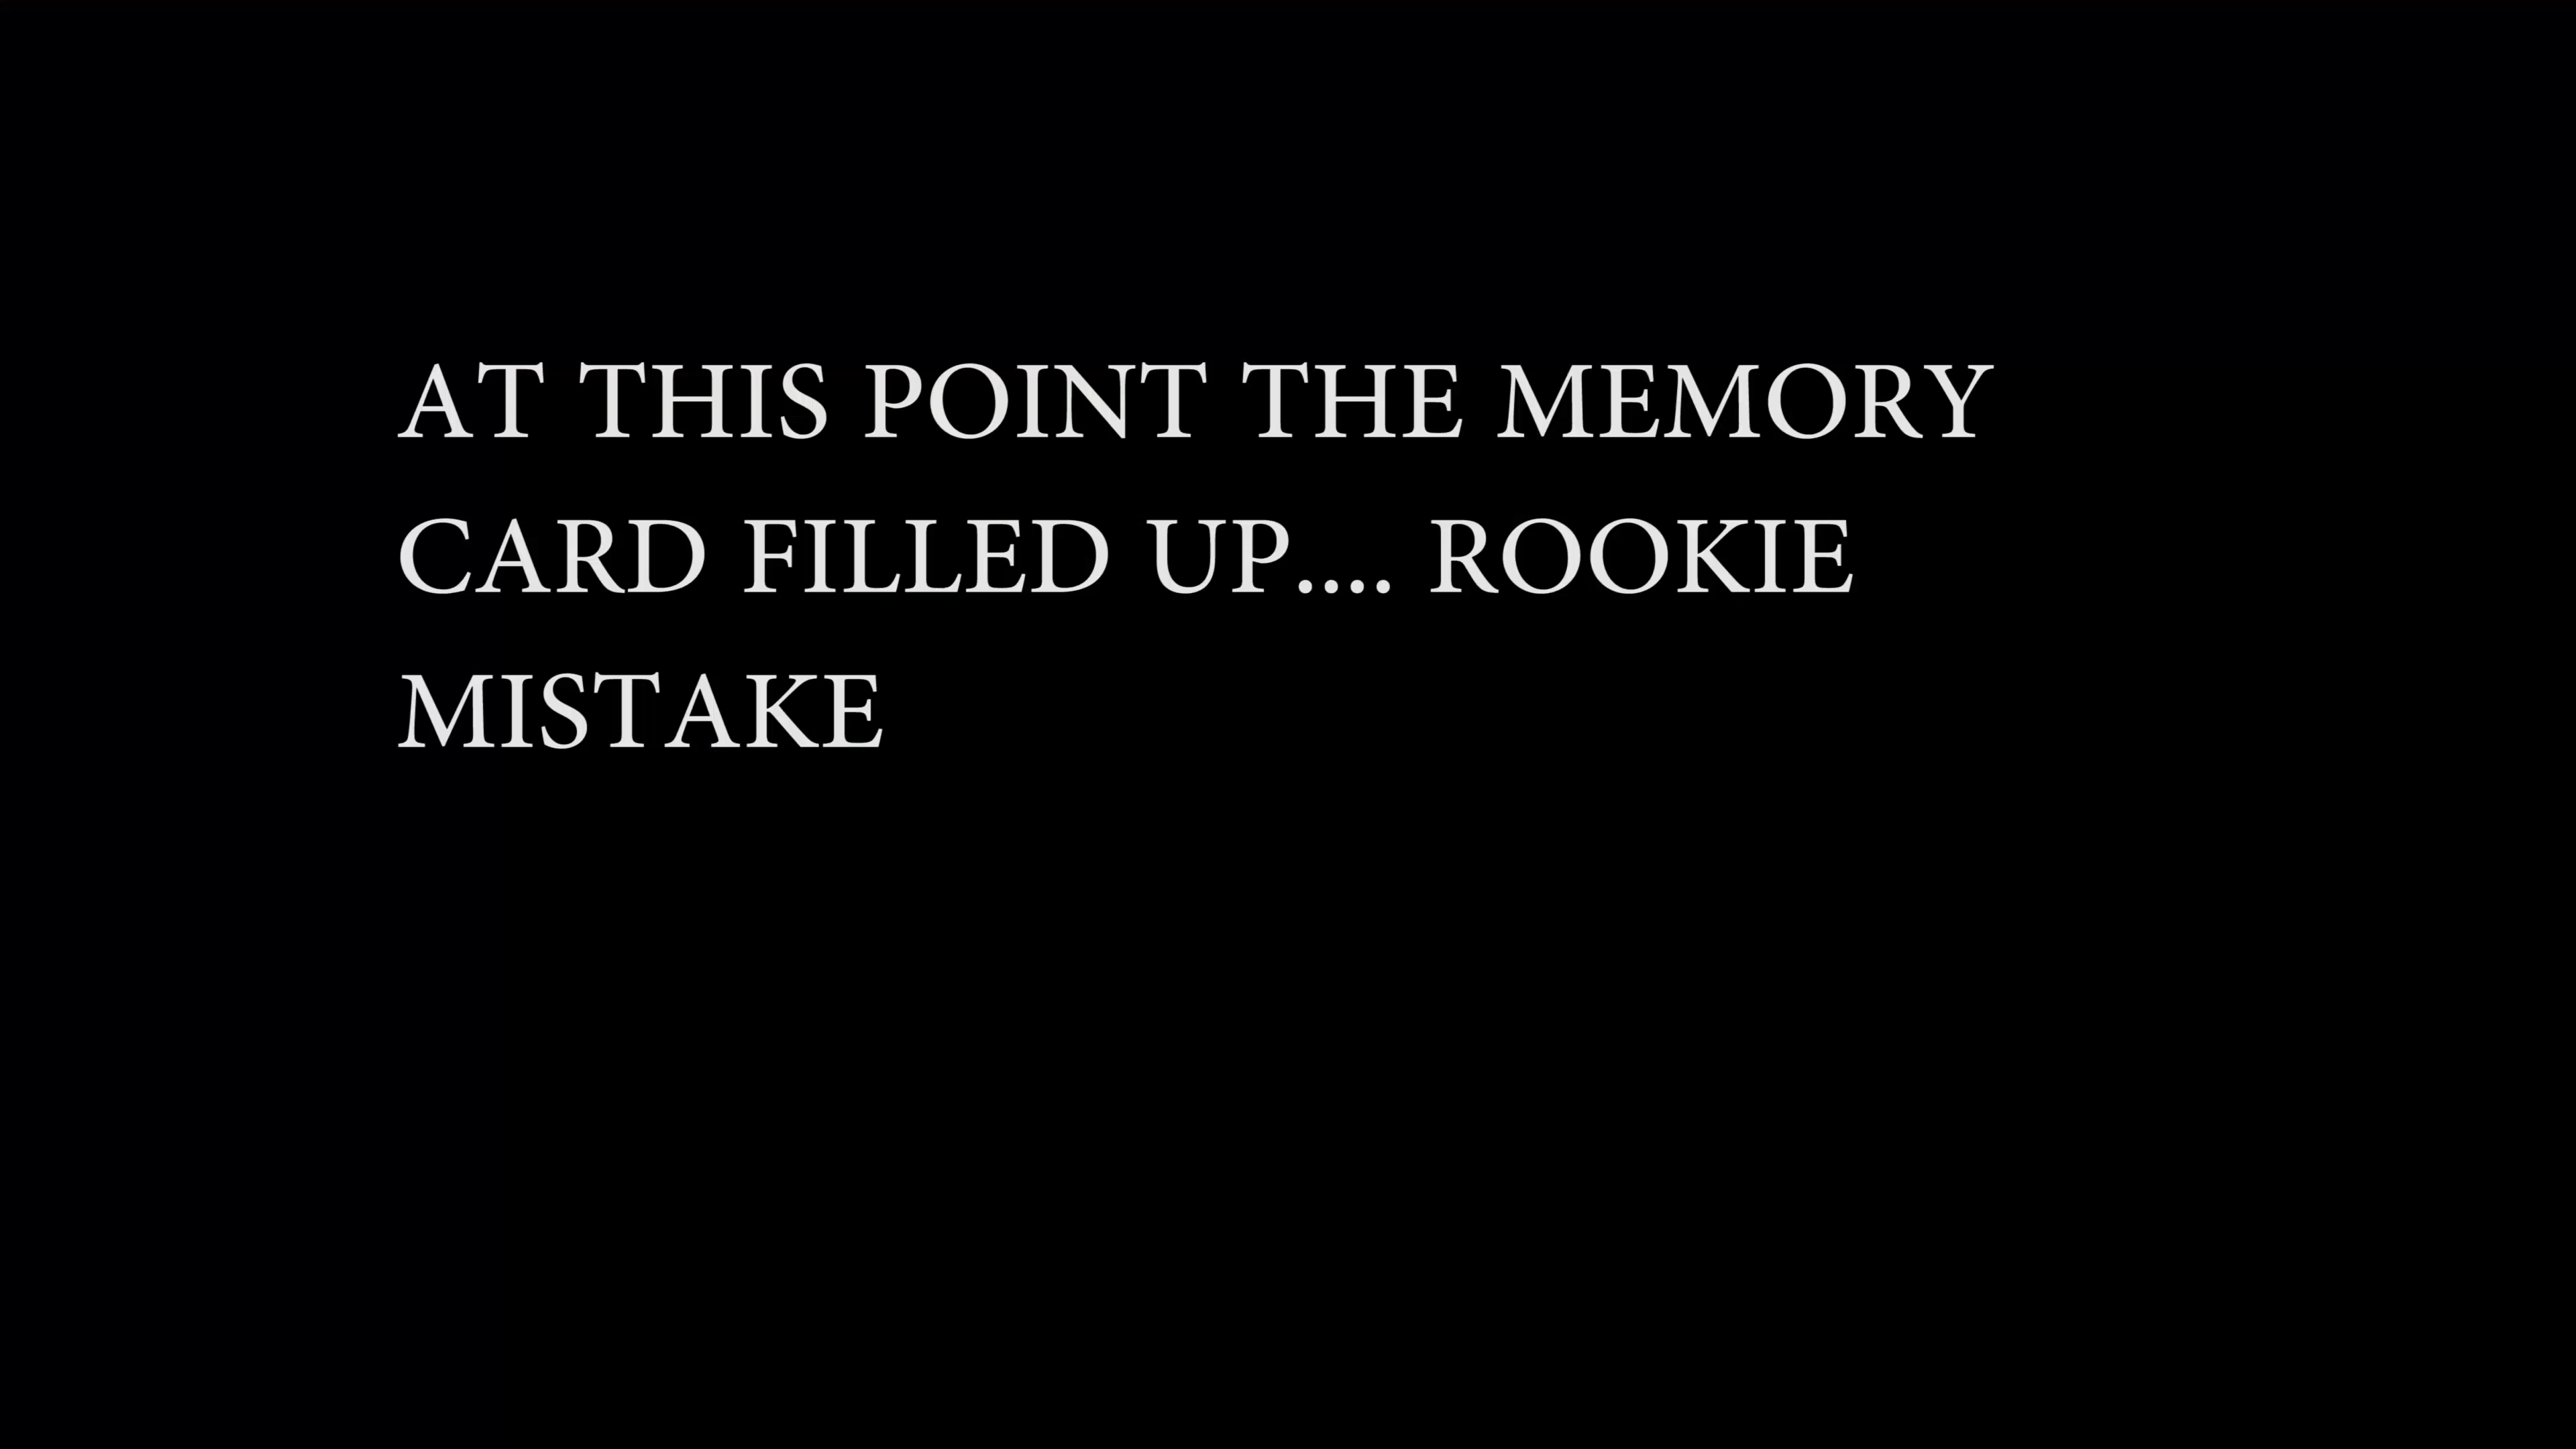 AT THIS POINT THE MEMORY
CARD FILLED UP.... ROOKIE
MISTAKE